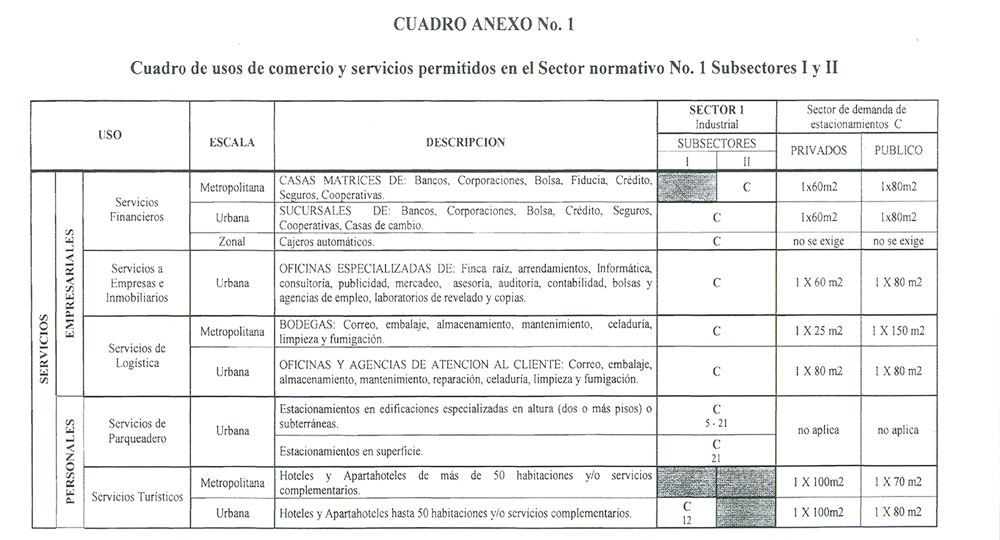 CUADRO ANEXO No. 1
Cuadro de usos de comercio y servicios permitidos en el Sector normativo No. 1 Subsectores I y II
USO
ESCALA
DESCRIPCION
SECTOR 1
Industrial
SUBSECTORES
I
II
Sector de demanda de
estacionamientos C
PRIVADOS
PUBLICO
SERVICIOS
EMPRESARIALES
Servicios
Financieros
Metropolitana
CASAS MATRICES DE: Bancos, Corporaciones, Bolsa, Fiducia, Crédito,
Seguros, Cooperativas.
C
1x60m2
1x80m2
Urbana
SUCURSALES DE: Bancos, Corporaciones, Bolsa, Crédito, Seguros,
Cooperativas, Casas de cambio.
C
1x60m2
1x80m2
Zonal
Cajeros automáticos.
C
no se exige
no se exige
Servicios a
Empresas e
Inmobiliarios
Urbana
OFICINAS ESPECIALIZADAS DE: Finca raíz, arrendamientos, Informática,
consultoría, publicidad, mercadeo, asesoría, auditoría, contabilidad, bolsas y
agencias de empleo, laboratorios de revelado y copias.
C
1 X 60 m2
1 X 80 m2
Servicios de
Logística
Metropolitana
BODEGAS: Correo, embalaje, almacenamiento, mantenimiento, celaduría,
limpieza y fumigación.
C
1 X 25 m2
1 X 150 m2
Urbana
OFICINAS Y AGENCIAS DE ATENCION AL CLIENTE: Correo, embalaje,
almacenamiento, mantenimiento, reparación, celaduría, limpieza y fumigación.
C
1 X 80 m2
1 X 80 m2
PERSONALES
Servicios de
Parqueadero
Urbana
Estacionamientos en edificaciones especializadas en altura (dos o más pisos) o
subterráneas.
C
5 - 21
no aplica
no aplica
Estacionamientos en superficie.
C
21
Servicios Turísticos
Metropolitana
Hoteles y Apartahoteles de más de 50 habitaciones y/o servicios
complementarios.
1 X 100m2
1 X 70 m2
Urbana
Hoteles y Apartahoteles hasta 50 habitaciones y/o servicios complementarios.
C
12
1 X 100m2
1 X 80 m2